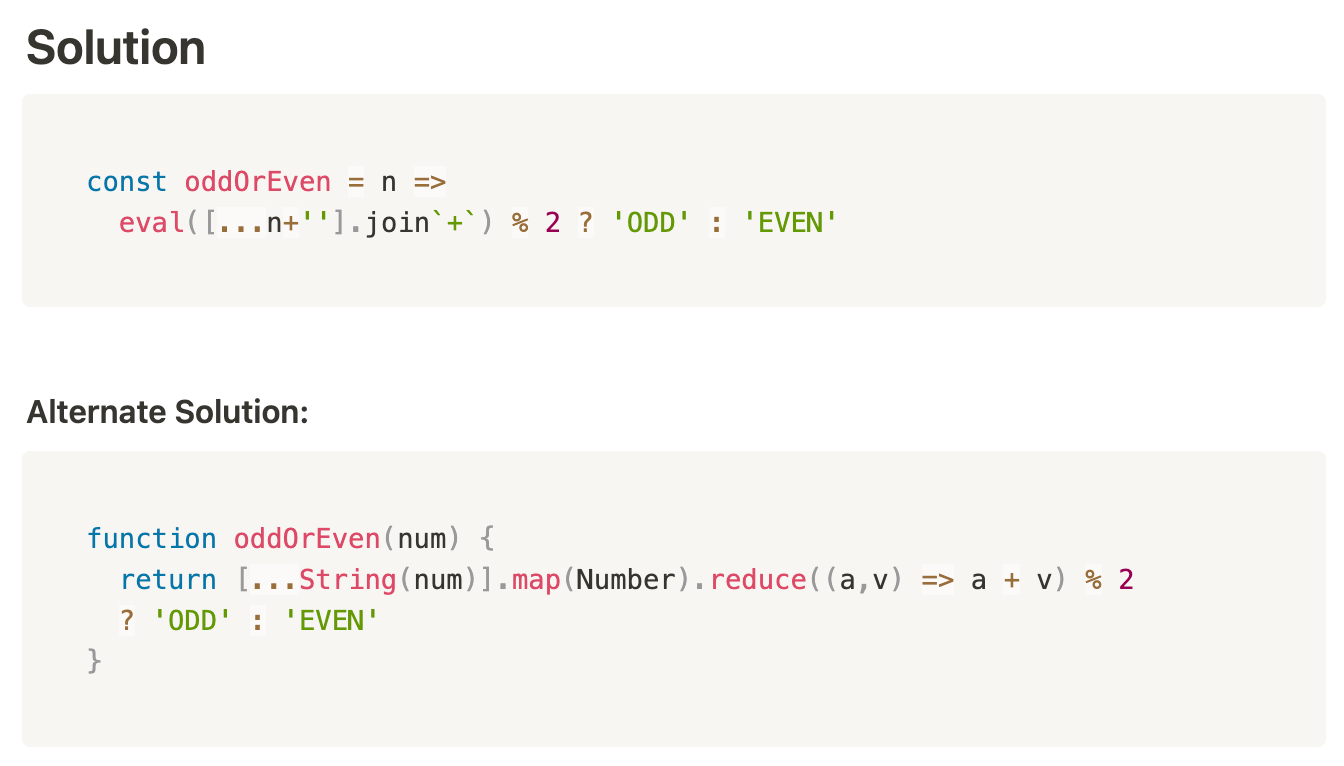 Solution
const oddOrEven = n =>
  eval([...n+''].join`+`) % 2 ? 'ODD' : 'EVEN'
Alternate Solution:
function oddOrEven(num) {
  return [...String(num)].map(Number).reduce((a,v) => a + v) % 2
  ? 'ODD' : 'EVEN'
}